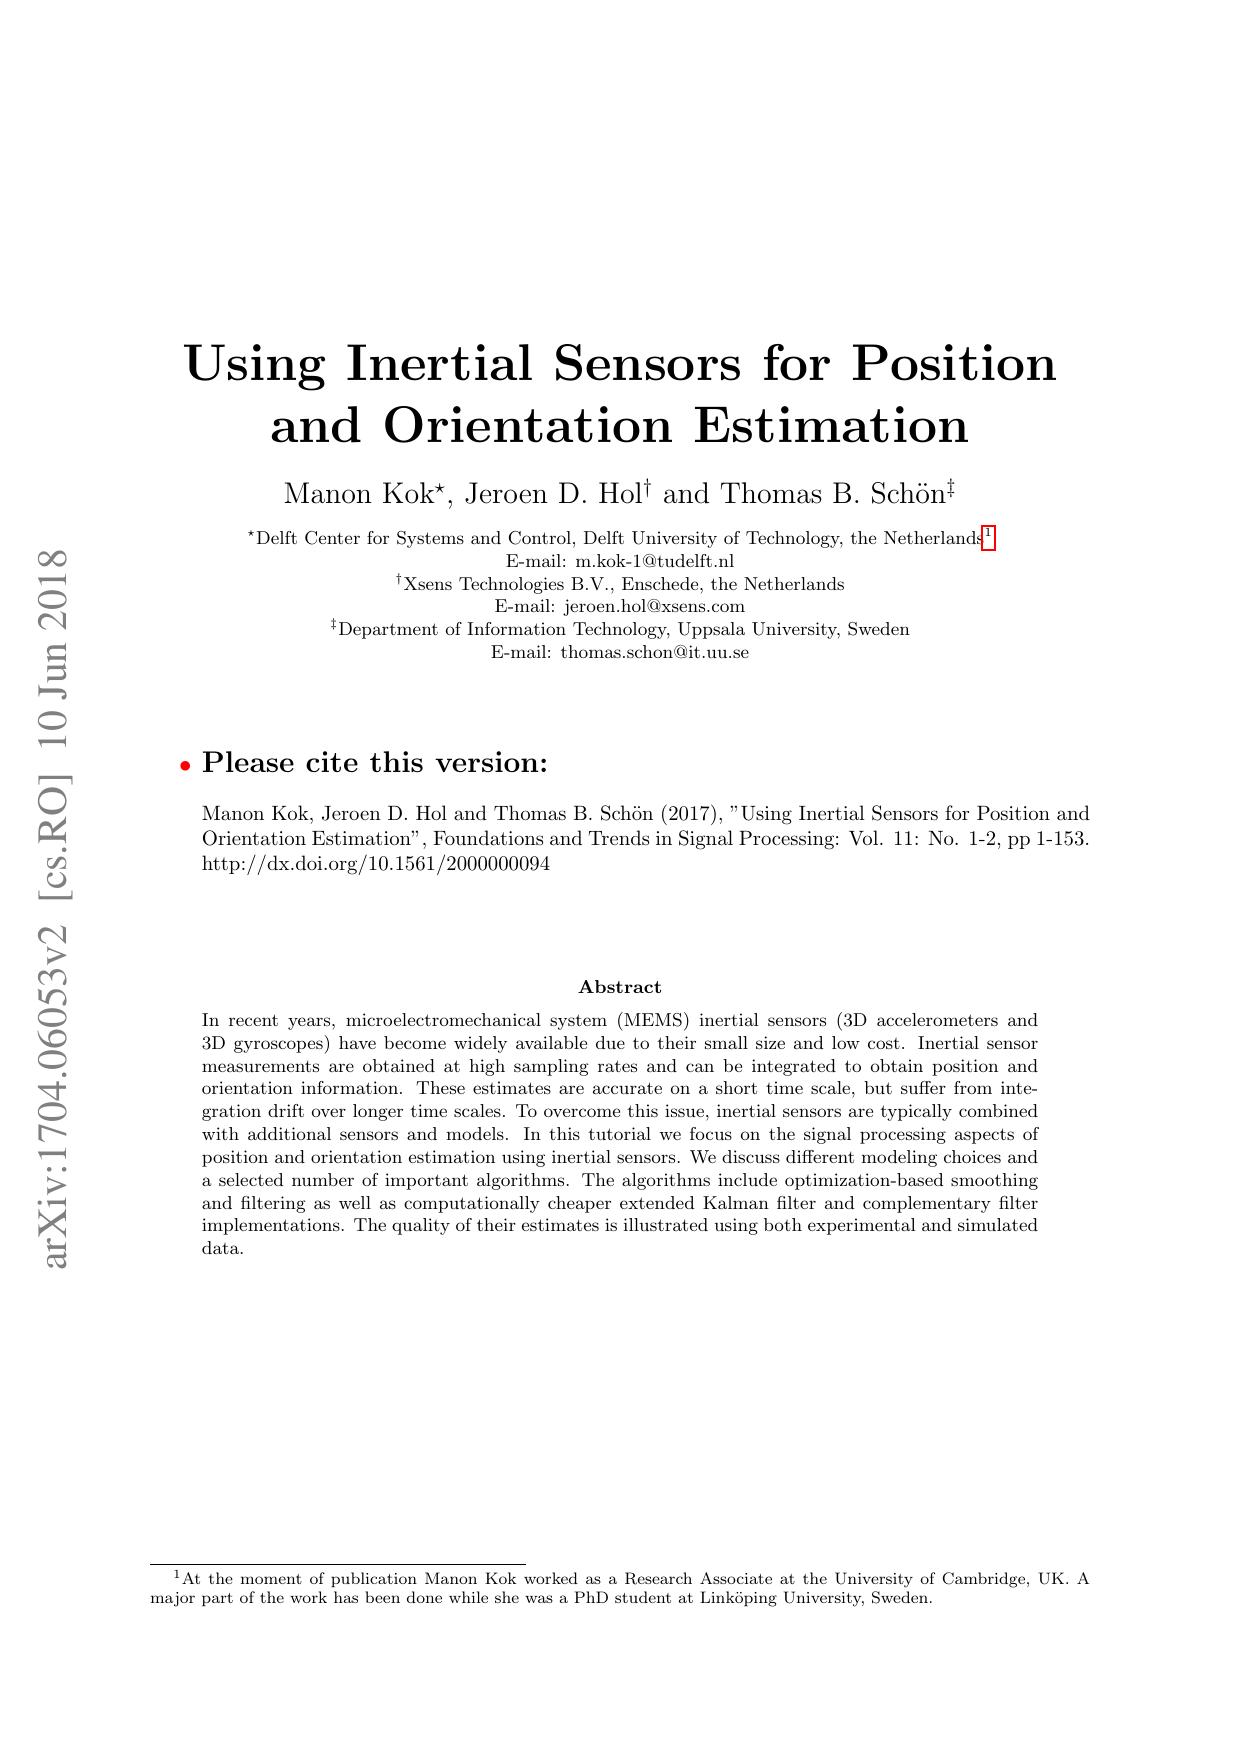 Using Inertial Sensors for Position
and Orientation Estimation
Manon Kok⋆, Jeroen D. Hol† and Thomas B. Schön‡
⋆Delft Center for Systems and Control, Delft University of Technology, the Netherlands1
E-mail: m.kok-1@tudelft.nl
†Xsens Technologies B.V., Enschede, the Netherlands
E-mail: jeroen.hol@xsens.com
‡Department of Information Technology, Uppsala University, Sweden
E-mail: thomas.schon@it.uu.se
• Please cite this version:
Manon Kok, Jeroen D. Hol and Thomas B. Schön (2017), ”Using Inertial Sensors for Position and
Orientation Estimation”, Foundations and Trends in Signal Processing: Vol. 11: No. 1-2, pp 1-153.
http://dx.doi.org/10.1561/2000000094
Abstract
In recent years, microelectromechanical system (MEMS) inertial sensors (3D accelerometers and
3D gyroscopes) have become widely available due to their small size and low cost. Inertial sensor
measurements are obtained at high sampling rates and can be integrated to obtain position and
orientation information. These estimates are accurate on a short time scale, but suffer from inte-
gration drift over longer time scales. To overcome this issue, inertial sensors are typically combined
with additional sensors and models. In this tutorial we focus on the signal processing aspects of
position and orientation estimation using inertial sensors. We discuss different modeling choices and
a selected number of important algorithms. The algorithms include optimization-based smoothing
and filtering as well as computationally cheaper extended Kalman filter and complementary filter
implementations. The quality of their estimates is illustrated using both experimental and simulated
data.
1At the moment of publication Manon Kok worked as a Research Associate at the University of Cambridge, UK. A
major part of the work has been done while she was a PhD student at Linköping University, Sweden.
arXiv:1704.06053v2 [cs.RO] 10 Jun 2018